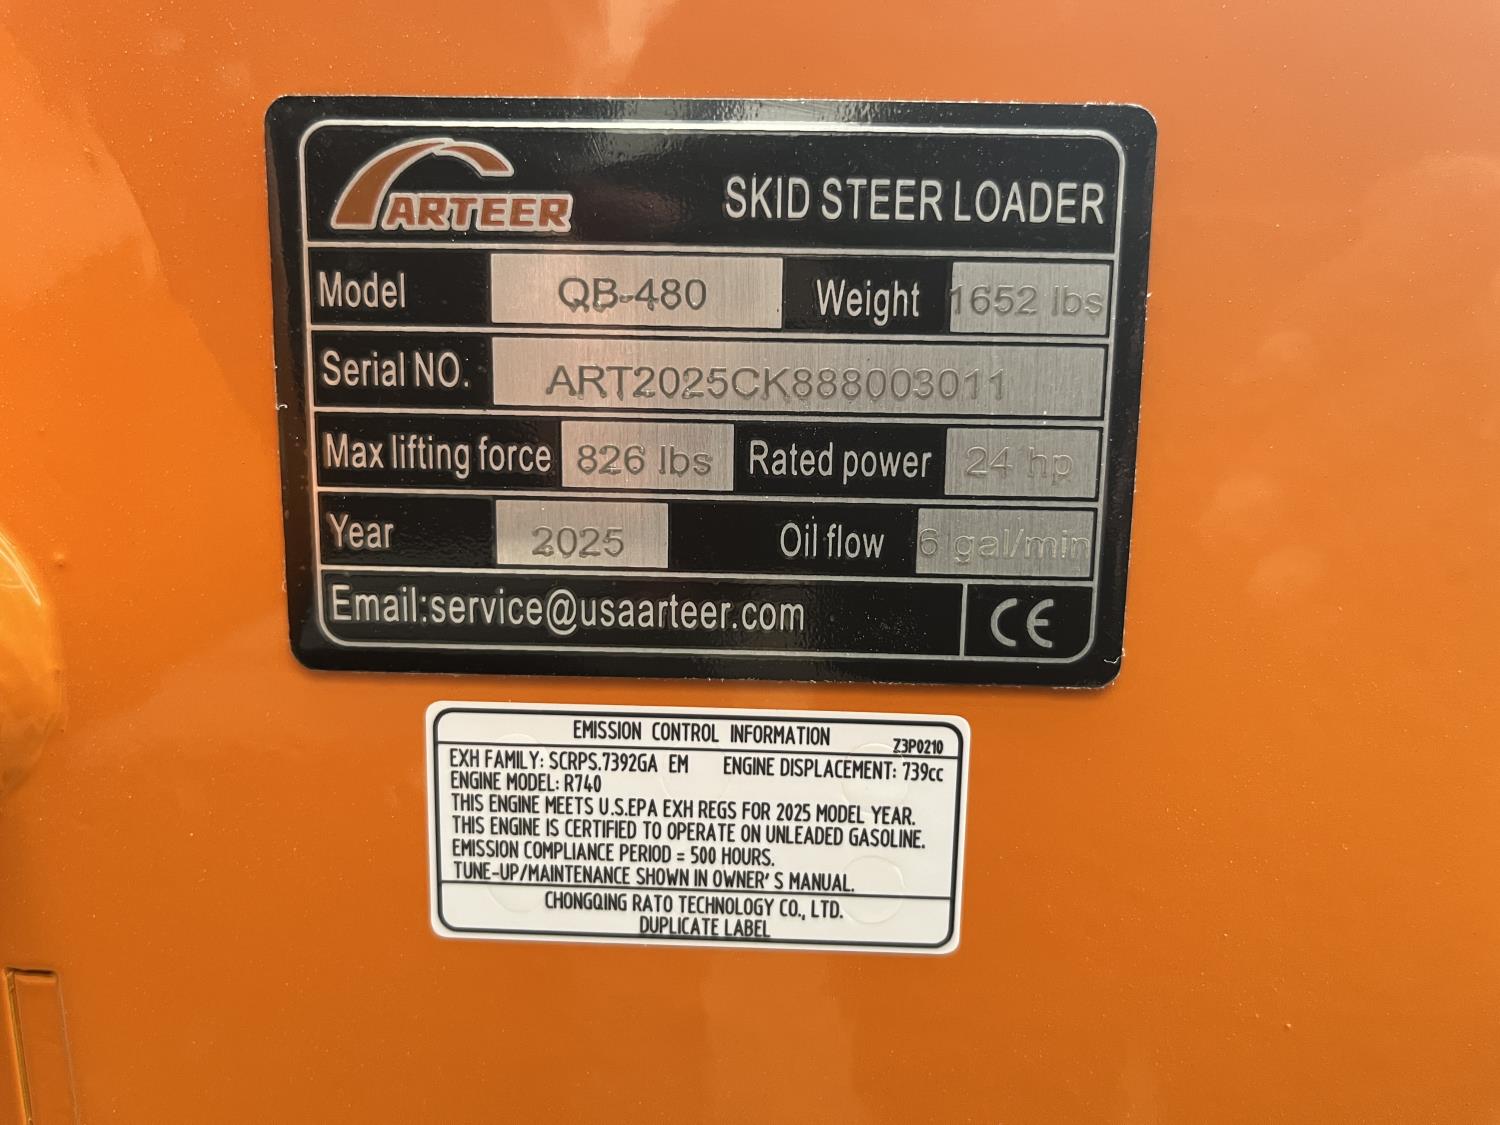 ARTEER SKID STEER LOADER
Model QB-480 Weight 1652 lbs
Serial NO. ART2025CK888003011
Max lifting force 826 lbs Rated power 24 hp
Year 2025 Oil flow 6 gal/min
Email:service@usaarteer.com CE
EMISSION CONTROL INFORMATION Z3P0210
EXH FAMILY: SCRPS.7392GA EM ENGINE DISPLACEMENT: 739cc
ENGINE MODEL: R740
THIS ENGINE MEETS U.S.EPA EXH REGS FOR 2025 MODEL YEAR.
THIS ENGINE IS CERTIFIED TO OPERATE ON UNLEADED GASOLINE.
EMISSION COMPLIANCE PERIOD = 500 HOURS.
TUNE-UP/MAINTENANCE SHOWN IN OWNER' S MANUAL.
CHONGQING RATO TECHNOLOGY CO., LTD.
DUPLICATE LABEL